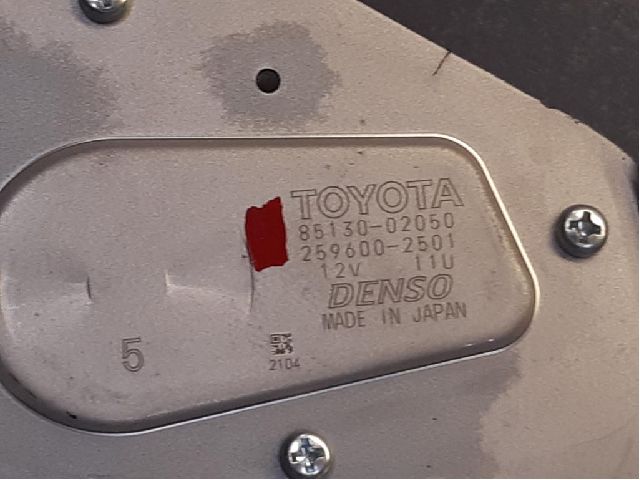 TOYOTA
85130-02050
259600-2501
12V 11U
DENSO
MADE IN JAPAN
5
2104